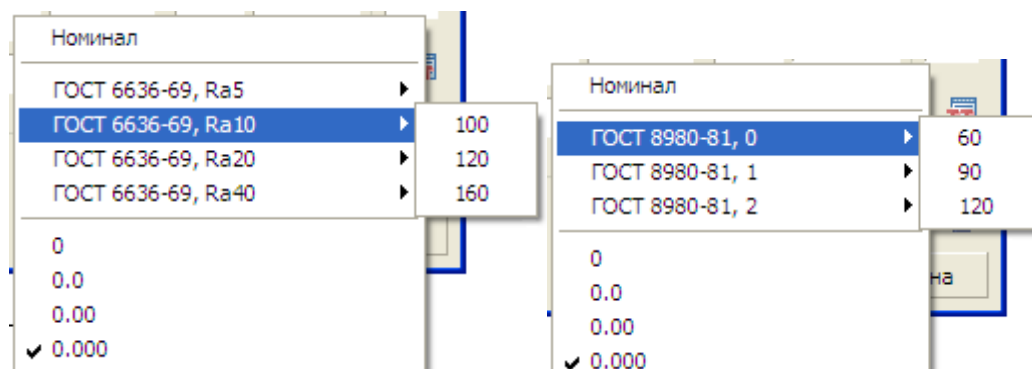 Номинал
ГОСТ 6636-69, Ra5
ГОСТ 6636-69, Ra10
ГОСТ 6636-69, Ra20
ГОСТ 6636-69, Ra40
100
120
160
0
0.0
0.00
0.000
Номинал
ГОСТ 8980-81, 0
ГОСТ 8980-81, 1
ГОСТ 8980-81, 2
60
90
120
0
0.0
0.00
0.000
на